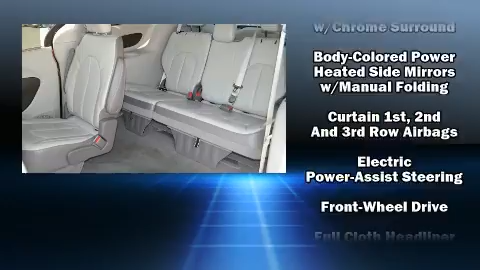 w/Chrome Surround
Body-Colored Power
Heated Side Mirrors
w/Manual Folding
Curtain 1st, 2nd
And 3rd Row Airbags
Electric
Power-Assist Steering
Front-Wheel Drive
Full Cloth Headliner